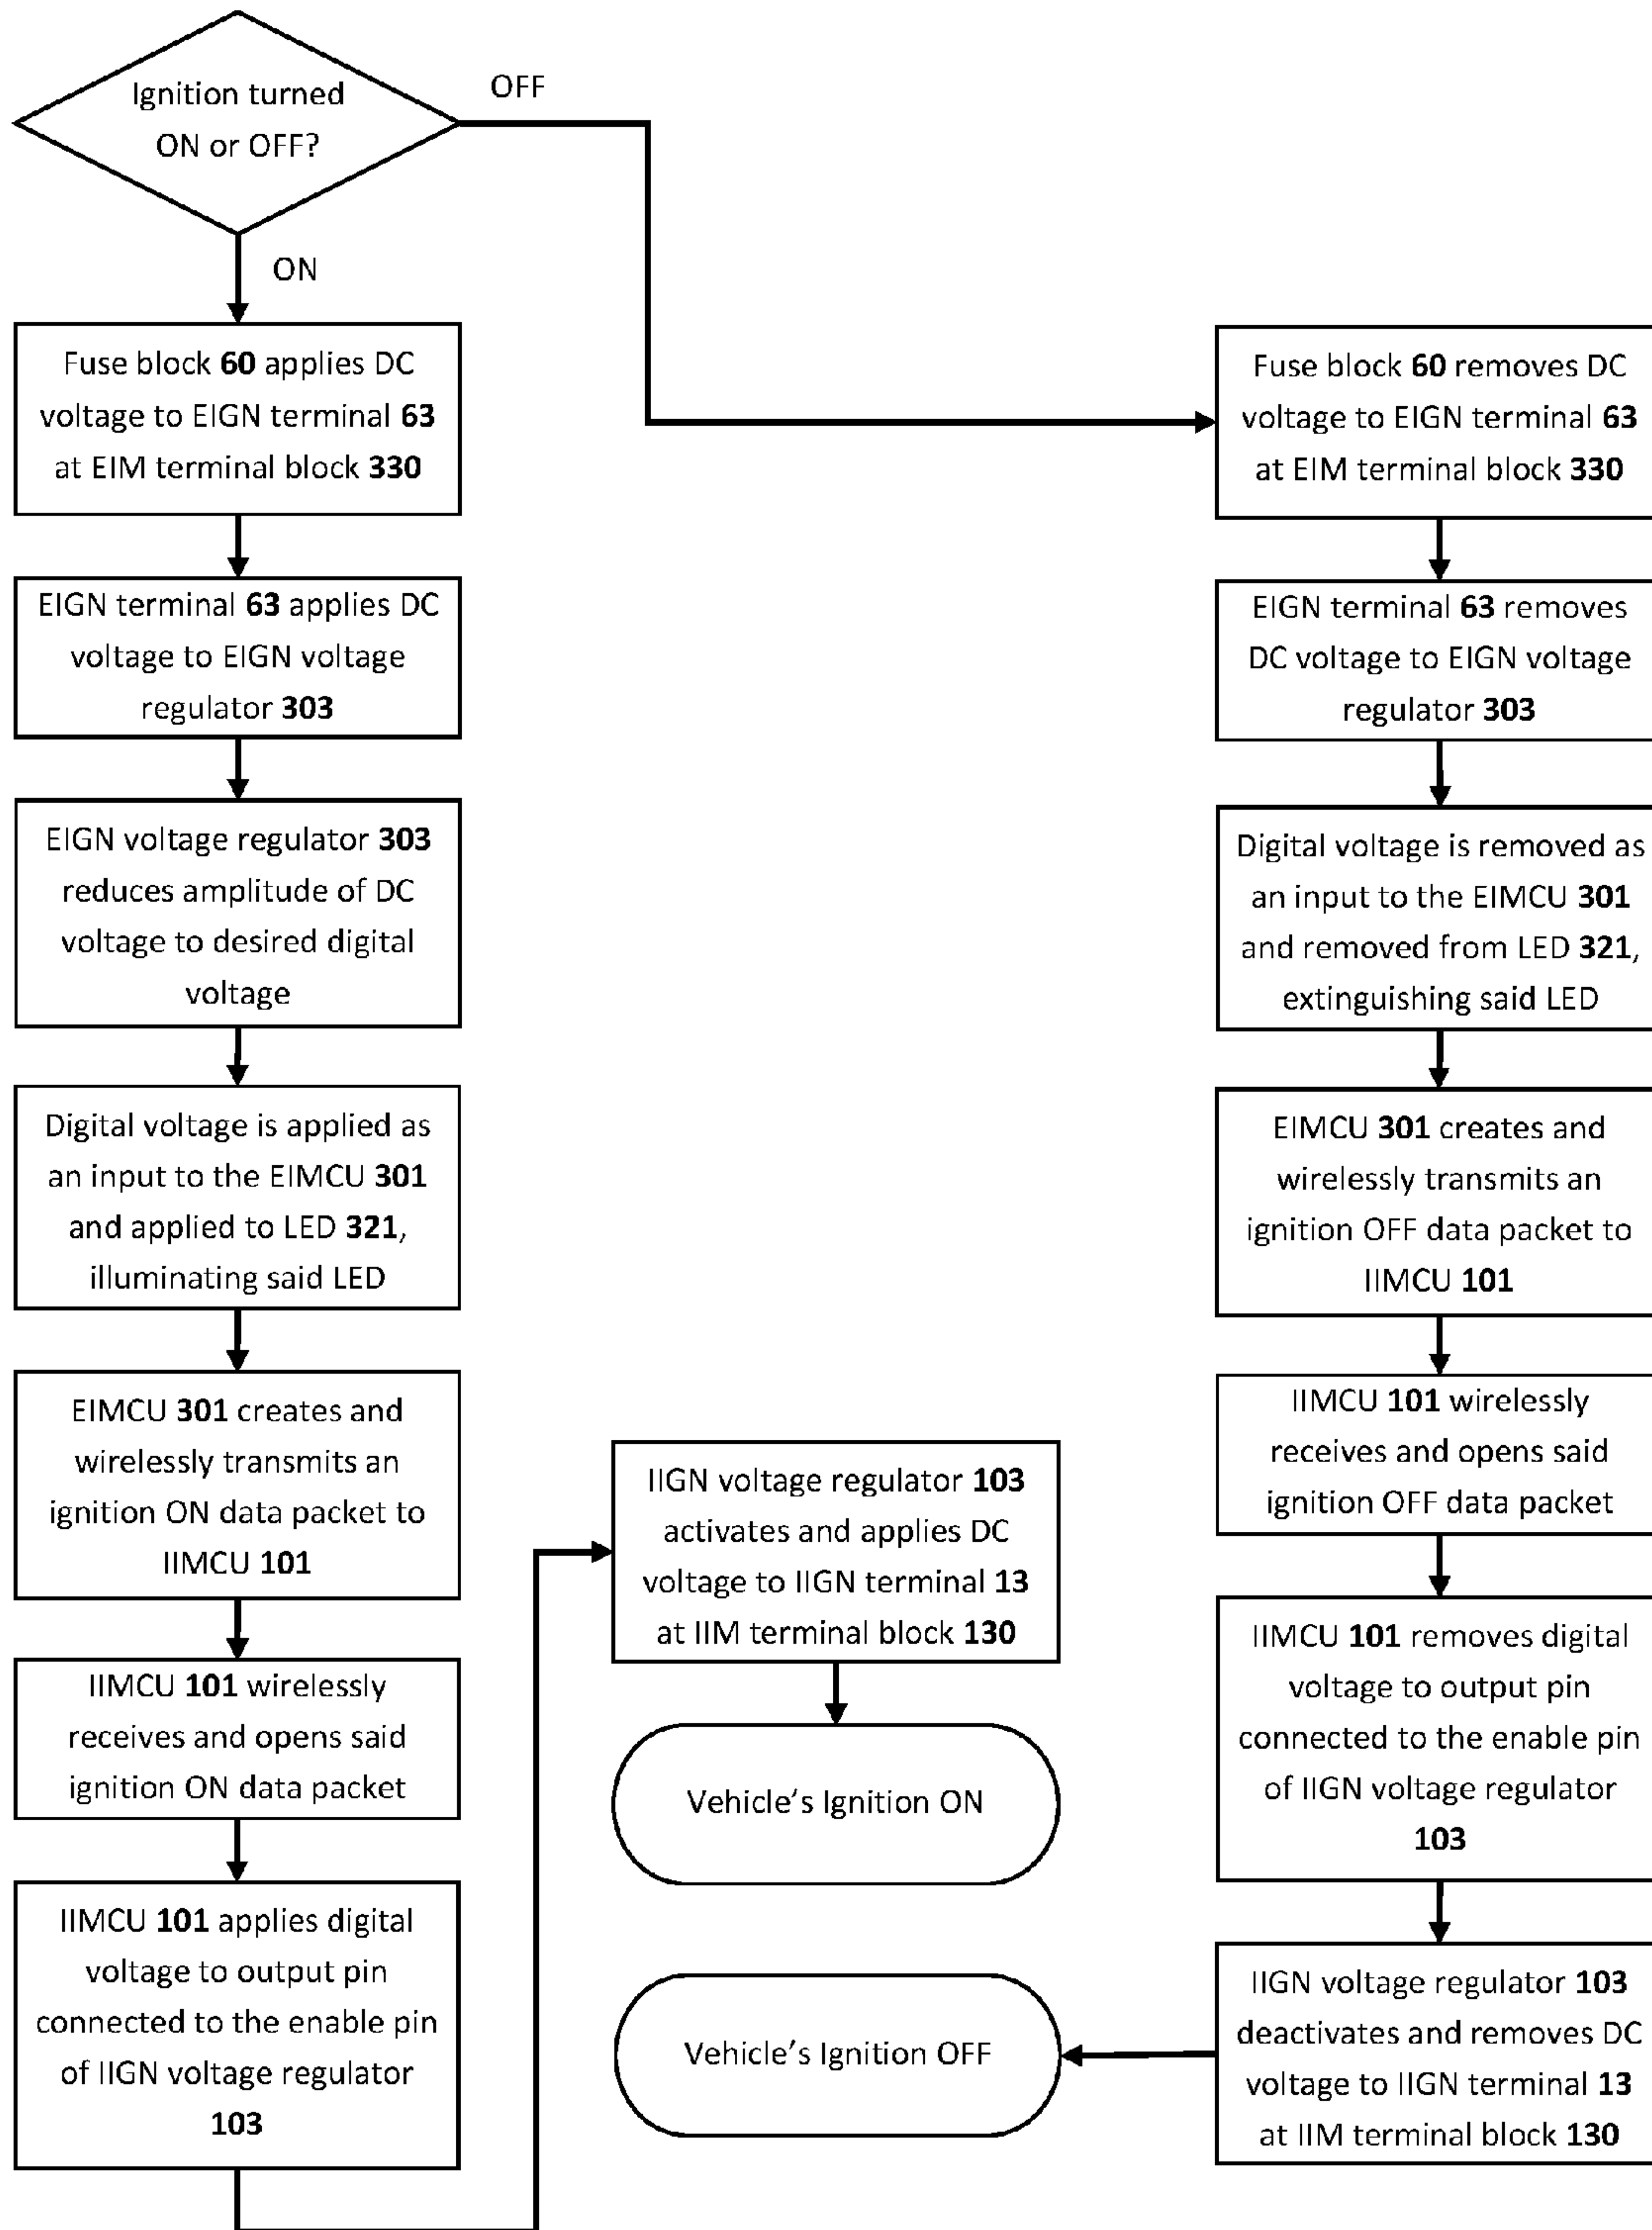 Ignition turned
ON or OFF?
OFF
ON
Fuse block 60 applies DC
voltage to EIGN terminal 63
at EIM terminal block 330
EIGN terminal 63 applies DC
voltage to EIGN voltage
regulator 303
EIGN voltage regulator 303
reduces amplitude of DC
voltage to desired digital
voltage
Digital voltage is applied as
an input to the EIMCU 301
and applied to LED 321,
illuminating said LED
EIMCU 301 creates and
wirelessly transmits an
ignition ON data packet to
IIMCU 101
IIMCU 101 wirelessly
receives and opens said
ignition ON data packet
IIMCU 101 applies digital
voltage to output pin
connected to the enable pin
of IIGN voltage regulator
103
IIGN voltage regulator 103
activates and applies DC
voltage to IIGN terminal 13
at IIM terminal block 130
Vehicle's Ignition ON
Fuse block 60 removes DC
voltage to EIGN terminal 63
at EIM terminal block 330
EIGN terminal 63 removes
DC voltage to EIGN voltage
regulator 303
Digital voltage is removed as
an input to the EIMCU 301
and removed from LED 321,
extinguishing said LED
EIMCU 301 creates and
wirelessly transmits an
ignition OFF data packet to
IIMCU 101
IIMCU 101 wirelessly
receives and opens said
ignition OFF data packet
IIMCU 101 removes digital
voltage to output pin
connected to the enable pin
of IIGN voltage regulator
103
IIGN voltage regulator 103
deactivates and removes DC
voltage to IIGN terminal 13
at IIM terminal block 130
Vehicle's Ignition OFF